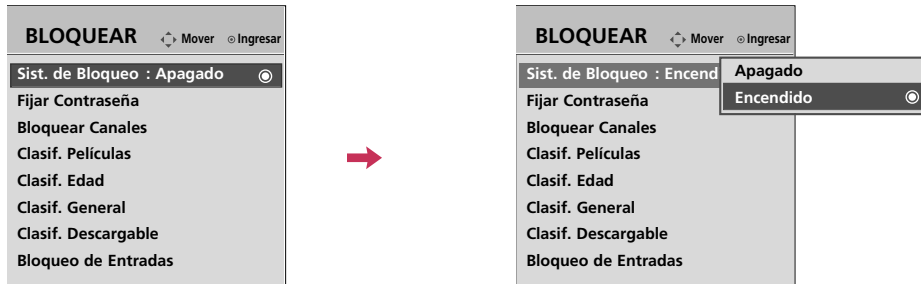 BLOQUEAR Mover Ingresar
Sist. de Bloqueo : Apagado
Fijar Contraseña
Bloquear Canales
Clasif. Películas
Clasif. Edad
Clasif. General
Clasif. Descargable
Bloqueo de Entradas
BLOQUEAR Mover Ingresar
Sist. de Bloqueo : Encend
Apagado
Encendido
Fijar Contraseña
Bloquear Canales
Clasif. Películas
Clasif. Edad
Clasif. General
Clasif. Descargable
Bloqueo de Entradas